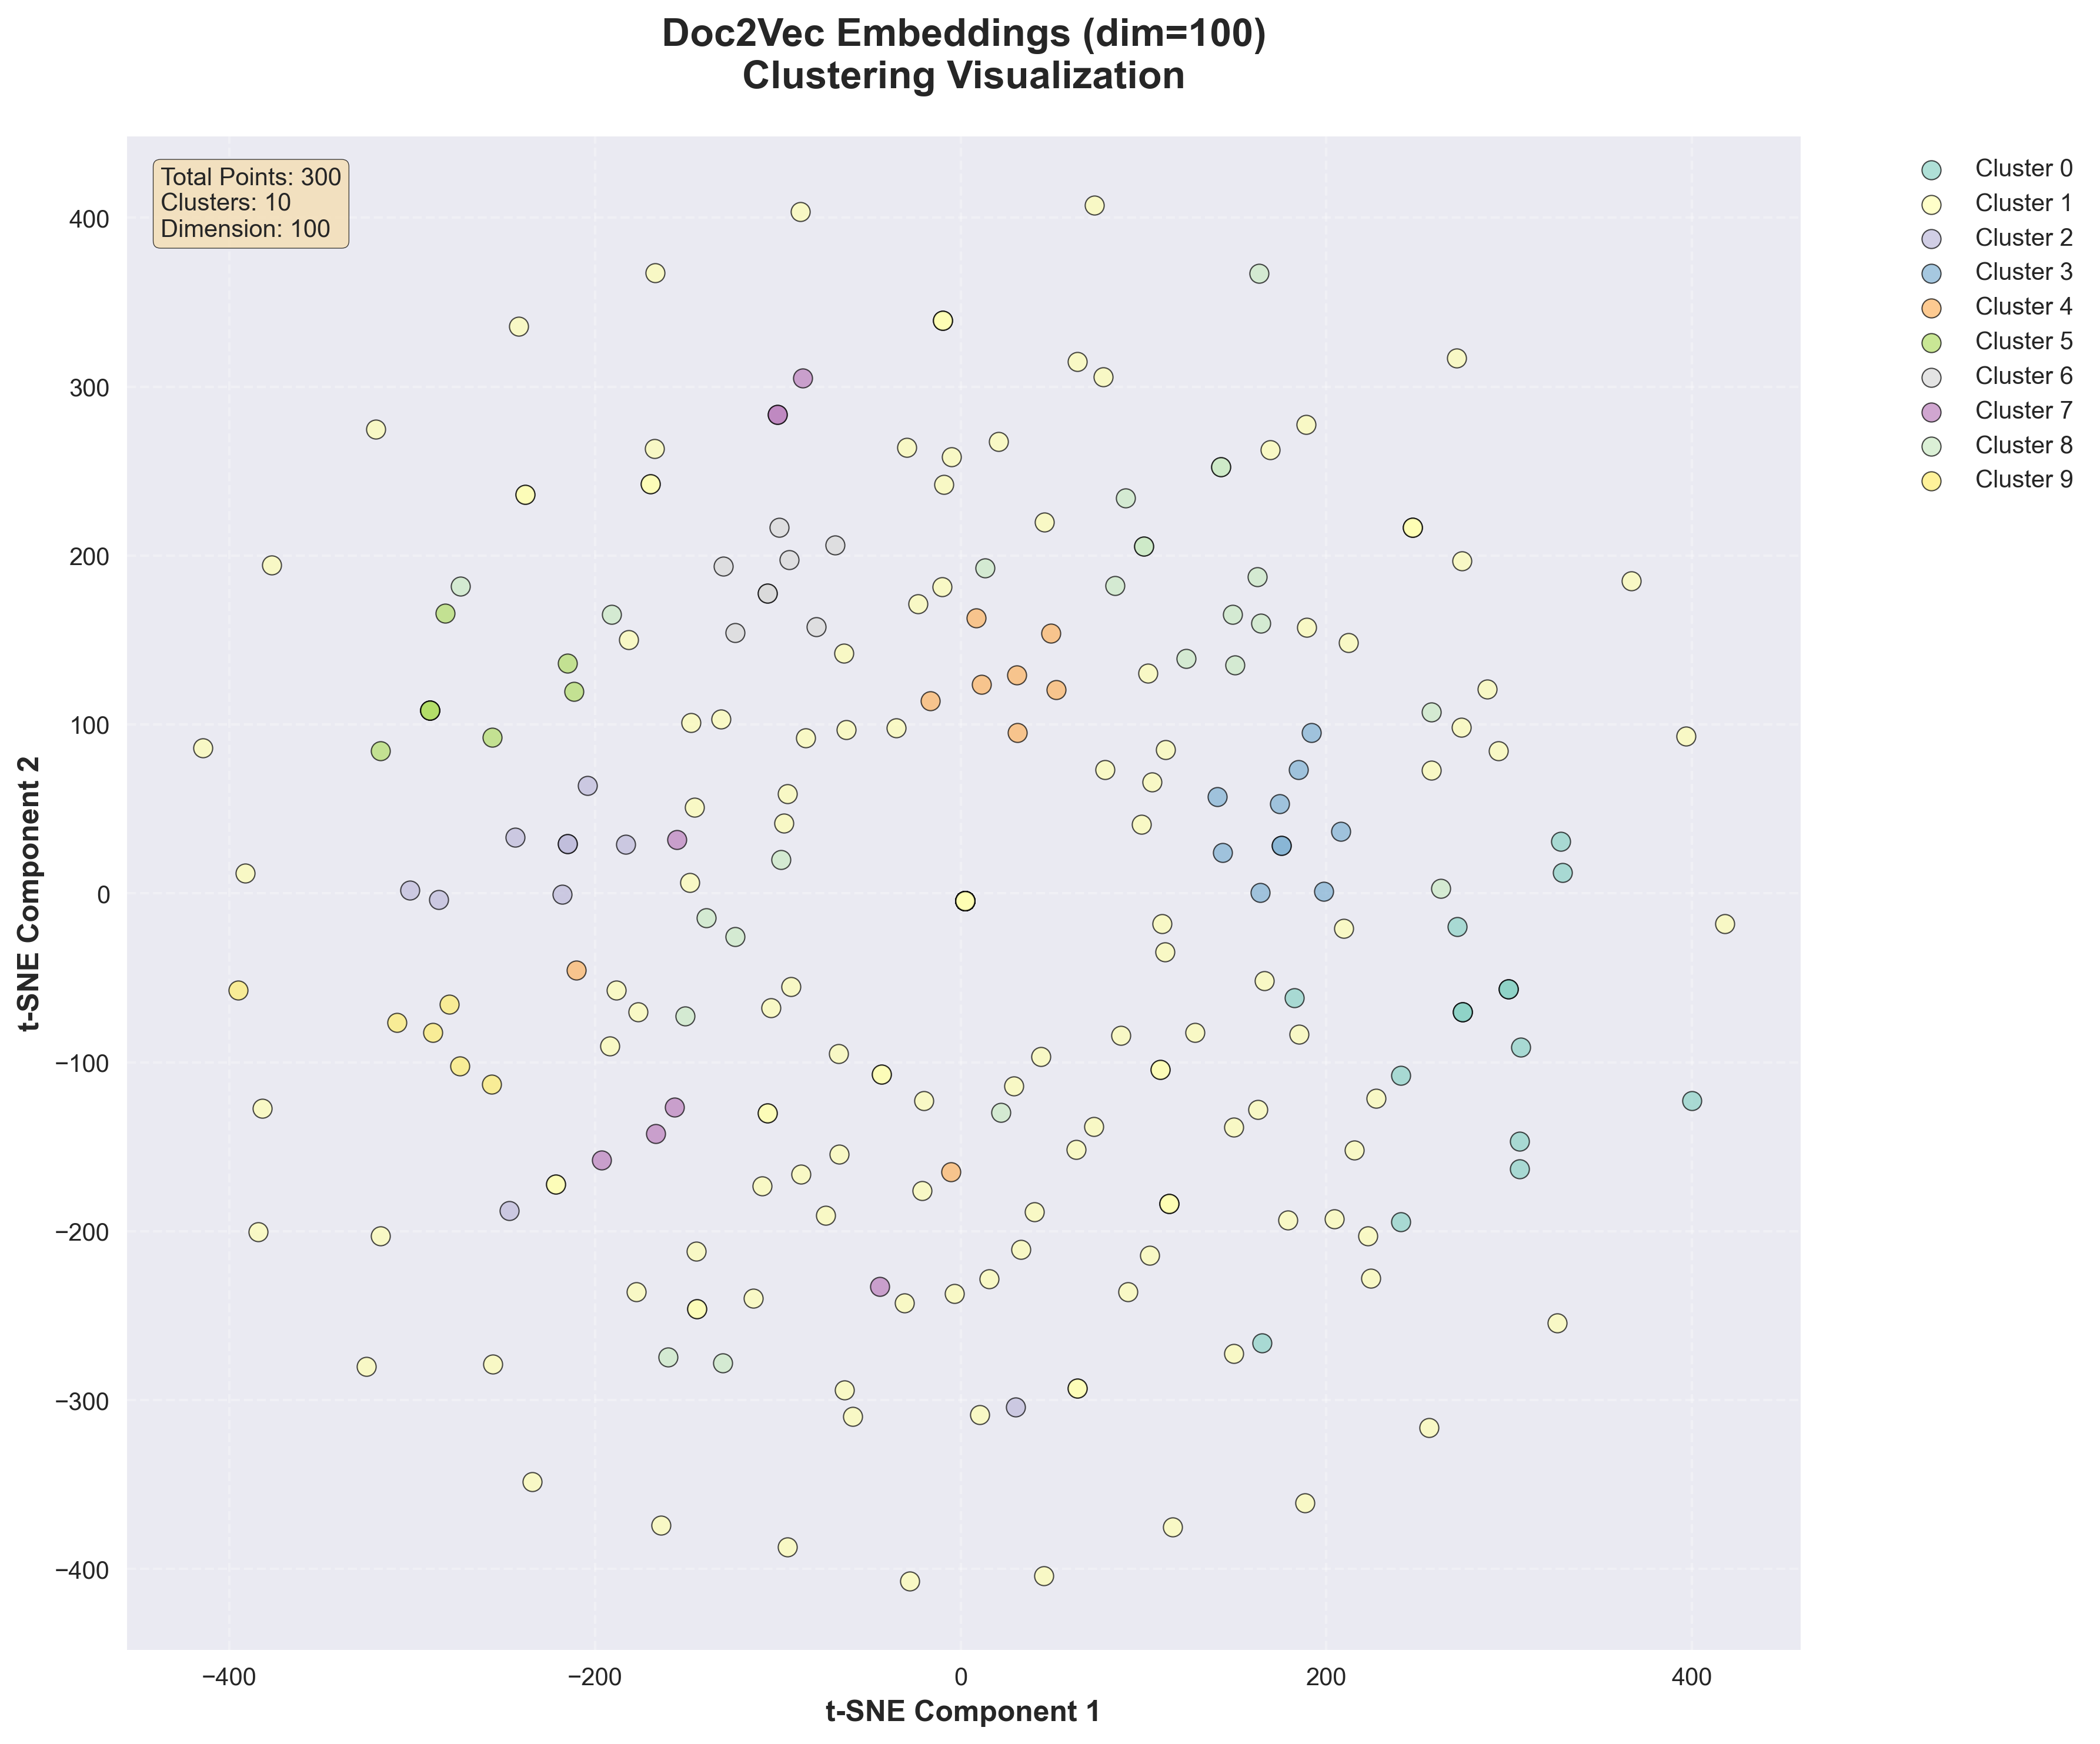 Doc2Vec Embeddings (dim=100)
Clustering Visualization
Total Points: 300
Clusters: 10
Dimension: 100
Cluster 0
Cluster 1
Cluster 2
Cluster 3
Cluster 4
Cluster 5
Cluster 6
Cluster 7
Cluster 8
Cluster 9
t-SNE Component 2
400
300
200
100
0
−100
−200
−300
−400
−400
−200
0
200
400
t-SNE Component 1